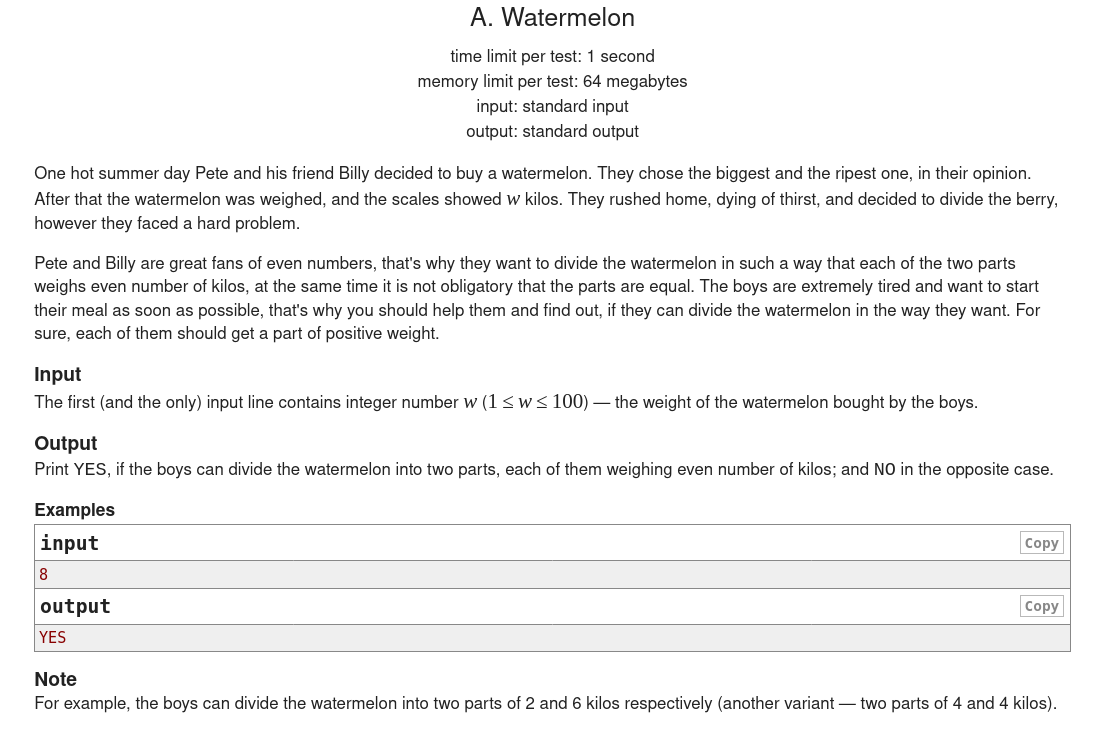 A. Watermelon
time limit per test: 1 second
memory limit per test: 64 megabytes
input: standard input
output: standard output
One hot summer day Pete and his friend Billy decided to buy a watermelon. They chose the biggest and the ripest one, in their opinion.
After that the watermelon was weighed, and the scales showed w kilos. They rushed home, dying of thirst, and decided to divide the berry,
however they faced a hard problem.
Pete and Billy are great fans of even numbers, that's why they want to divide the watermelon in such a way that each of the two parts
weighs even number of kilos, at the same time it is not obligatory that the parts are equal. The boys are extremely tired and want to start
their meal as soon as possible, that's why you should help them and find out, if they can divide the watermelon in the way they want. For
sure, each of them should get a part of positive weight.
Input
The first (and the only) input line contains integer number w (1 ≤ w ≤ 100) — the weight of the watermelon bought by the boys.
Output
Print YES, if the boys can divide the watermelon into two parts, each of them weighing even number of kilos; and NO in the opposite case.
Examples
input Copy
8
output Copy
YES
Note
For example, the boys can divide the watermelon into two parts of 2 and 6 kilos respectively (another variant — two parts of 4 and 4 kilos).